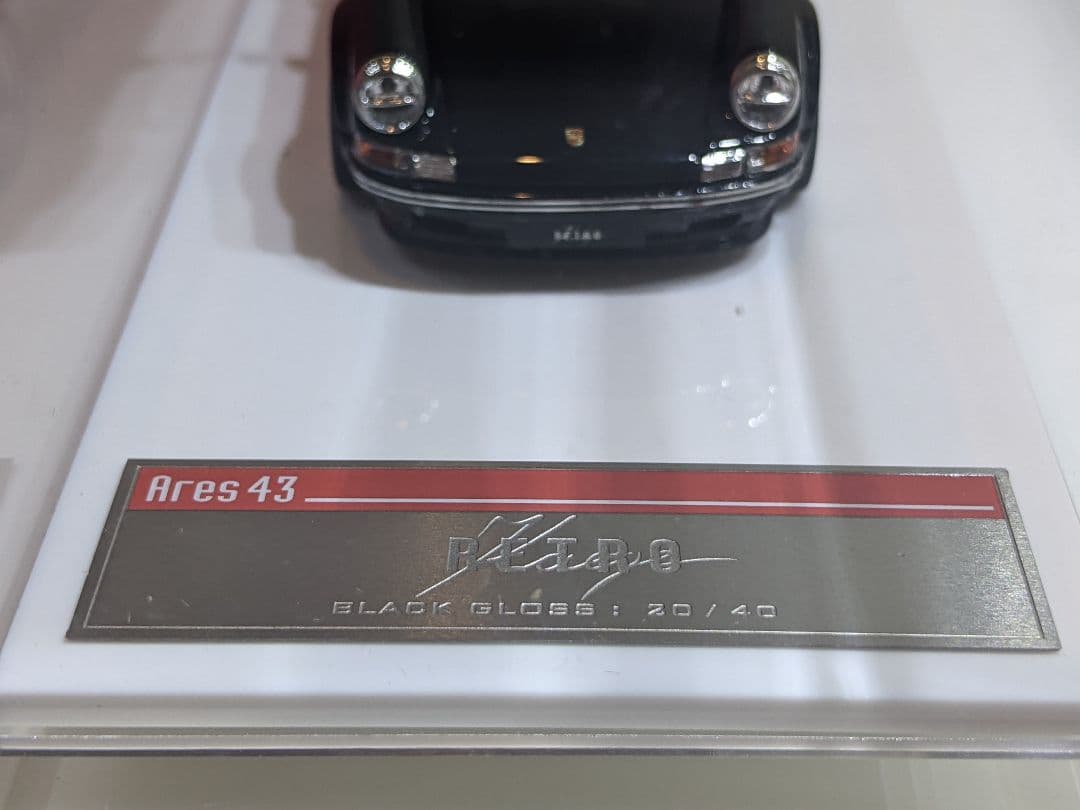 Ares 43
RETRO
BLACK GLOSS : 20/40